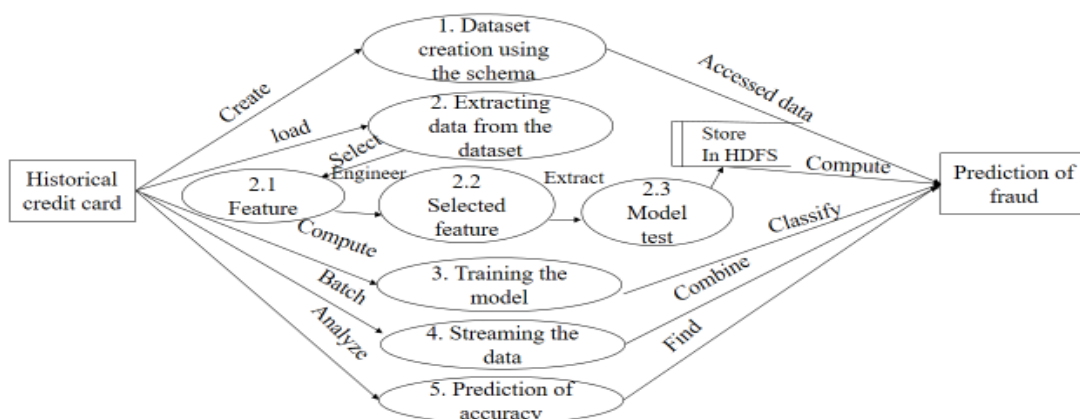 1. Dataset
creation using
the schema
Accessed data
Create
2. Extracting
data from the
dataset
load
Select
Store
In HDFS
Historical
credit card
2.1
Feature
Engineer
2.2
Selected
feature
Extract
2.3
Model
test
Compute
Prediction of
fraud
Compute
3. Training the
model
Classify
Batch
4. Streaming the
data
Combine
Analyze
5. Prediction of
accuracy
Find